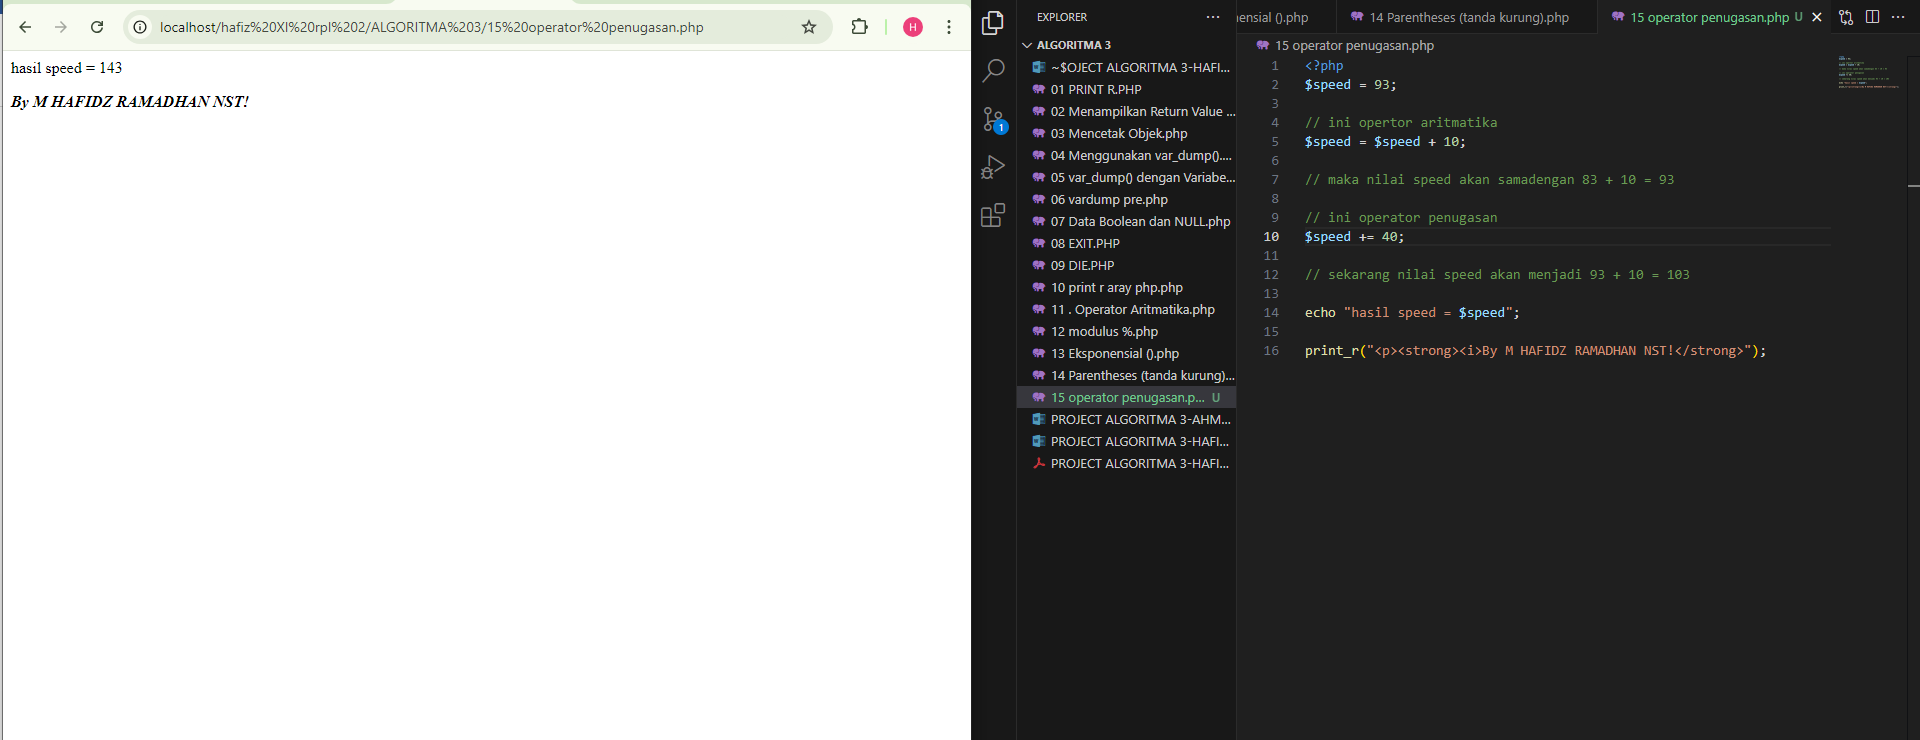 localhost/hafiz%20XI%20rpl%202/ALGORITMA%203/15%20operator%20penugasan.php
H
hasil speed = 143
By M HAFIDZ RAMADHAN NST!
1
EXPLORER
ALGORITMA 3
~$OJECT ALGORITMA 3-HAFI...
01 PRINT R.PHP
02 Menampilkan Return Value ...
03 Mencetak Objek.php
04 Menggunakan var_dump()....
05 var_dump() dengan Variabe...
06 vardump pre.php
07 Data Boolean dan NULL.php
08 EXIT.PHP
09 DIE.PHP
10 print r aray php.php
11 . Operator Aritmatika.php
12 modulus %.php
13 Eksponensial ().php
14 Parentheses (tanda kurung)...
15 operator penugasan.p... U
PROJECT ALGORITMA 3-AHM...
PROJECT ALGORITMA 3-HAFI...
PROJECT ALGORITMA 3-HAFI...
nensial ().php
14 Parentheses (tanda kurung).php
15 operator penugasan.php U
15 operator penugasan.php
1 <?php
2 $speed = 93;
3
4 // ini opertor aritmatika
5 $speed = $speed + 10;
6
7 // maka nilai speed akan samadengan 83 + 10 = 93
8
9 // ini operator penugasan
10 $speed += 40;
11
12 // sekarang nilai speed akan menjadi 93 + 10 = 103
13
14 echo "hasil speed = $speed";
15
16 print_r("<p><strong><i>By M HAFIDZ RAMADHAN NST!</strong>");